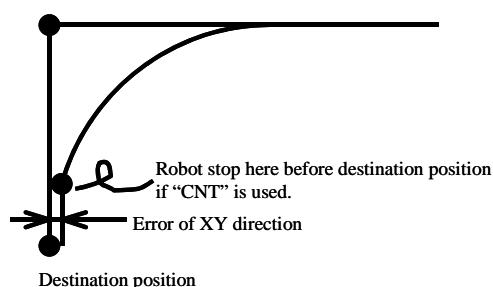 Robot stop here before destination position
if “CNT” is used.
Error of XY direction
Destination position